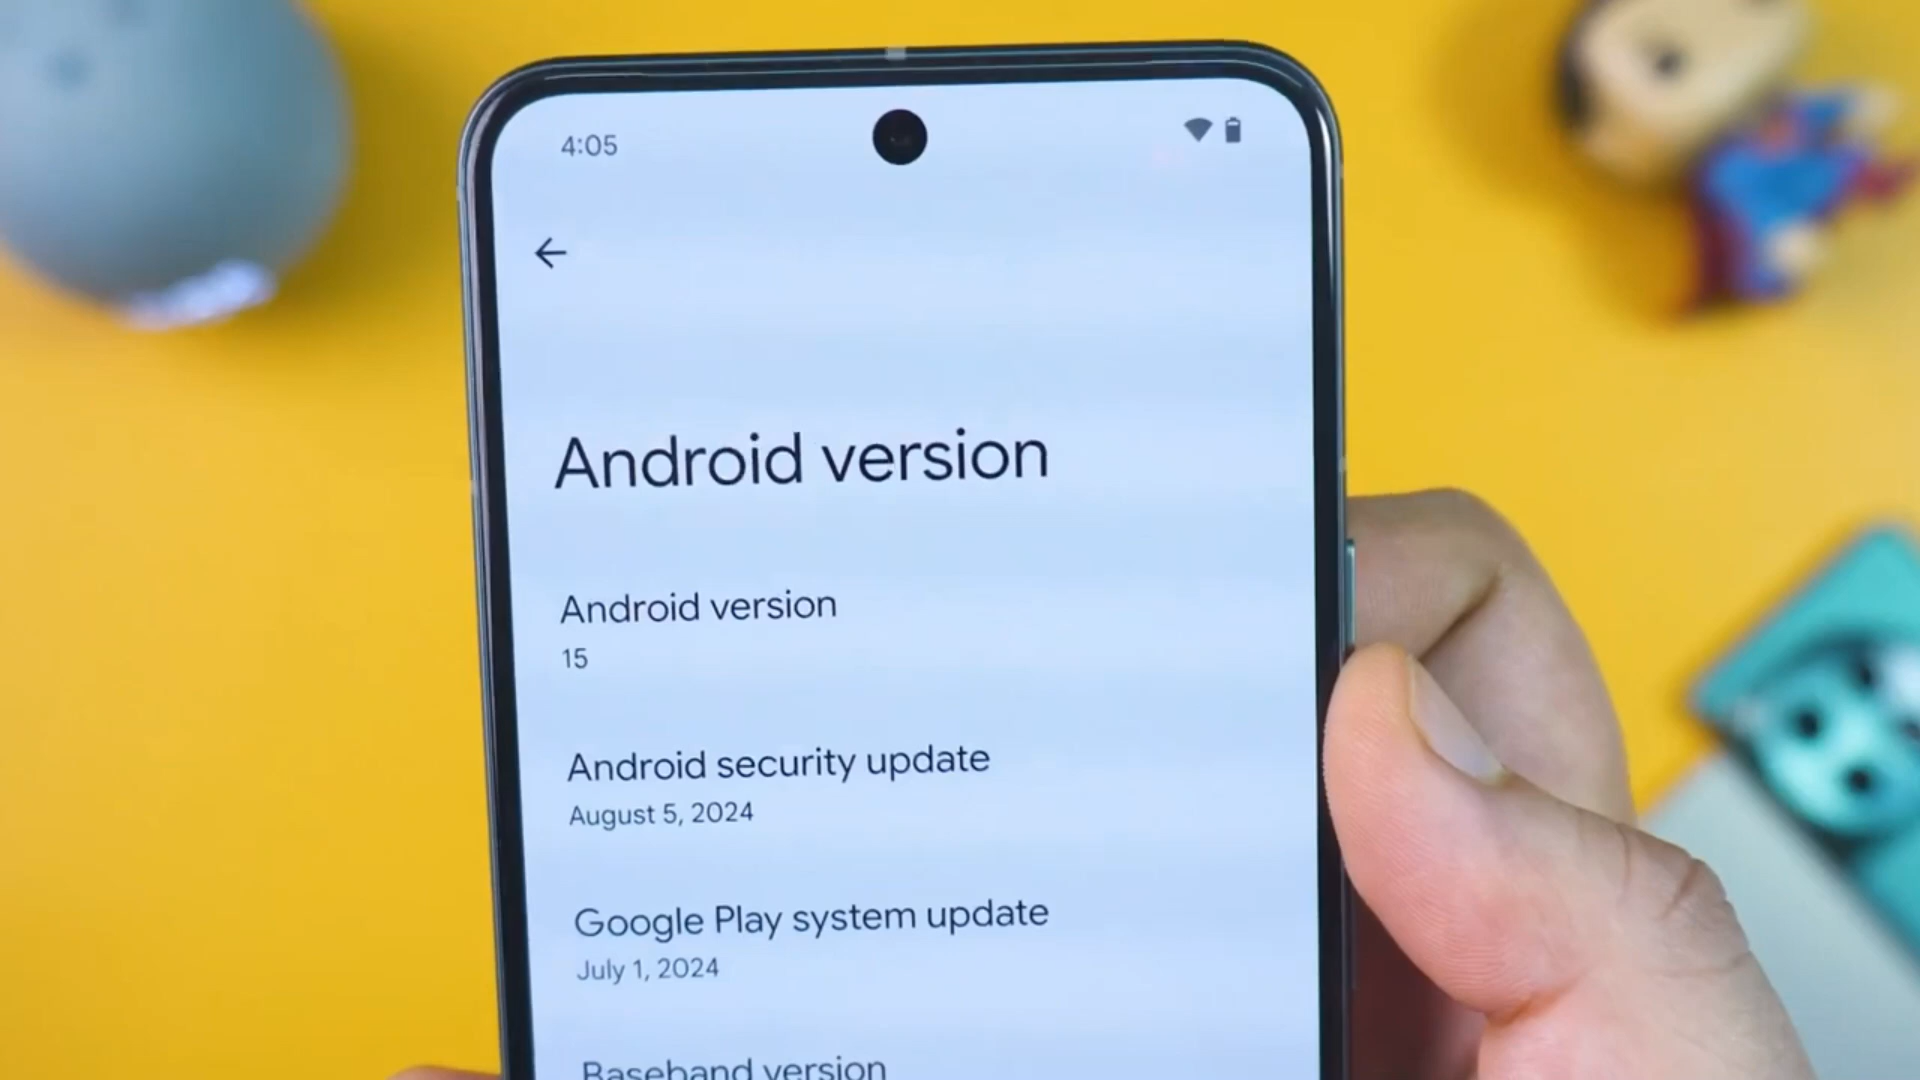 4:05
Android version
Android version
15
Android security update
August 5, 2024
Google Play system update
July 1, 2024
Baseband version